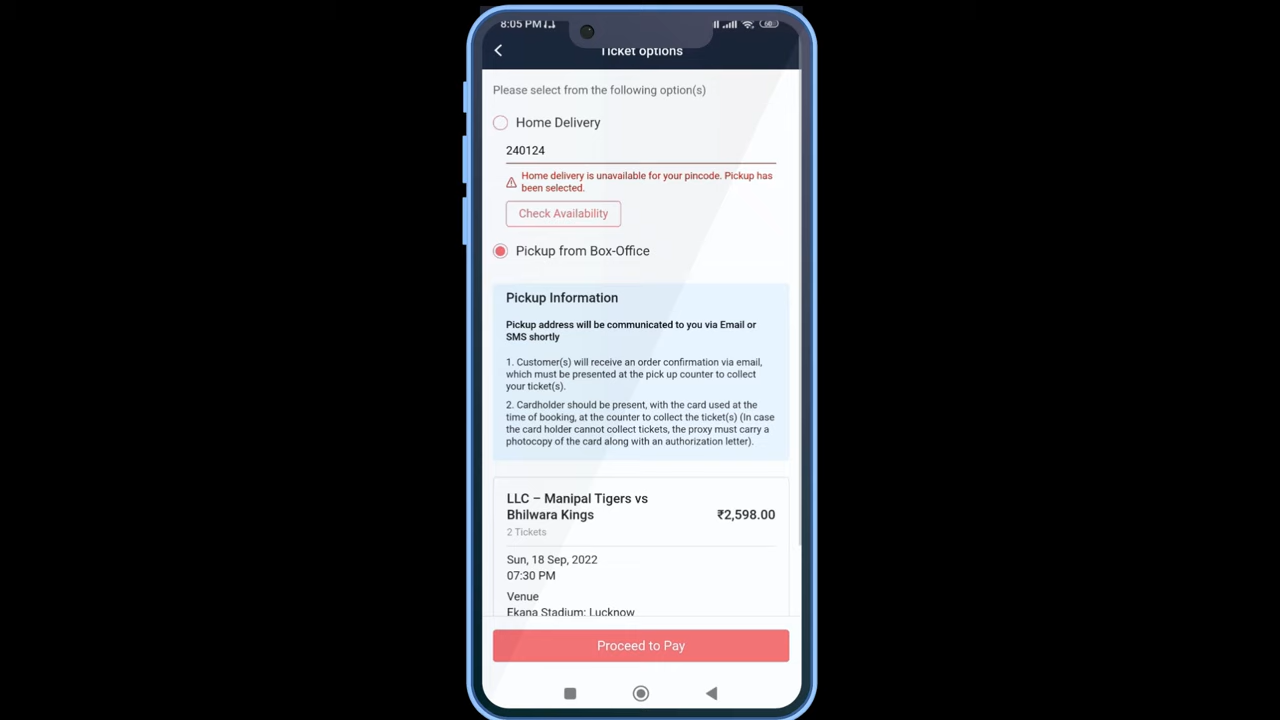 8:05 PM
Ticket options
Please select from the following option(s)
Home Delivery
240124
Home delivery is unavailable for your pincode. Pickup has
been selected.
Check Availability
Pickup from Box-Office
Pickup Information
Pickup address will be communicated to you via Email or
SMS shortly
1. Customer(s) will receive an order confirmation via email,
which must be presented at the pick up counter to collect
your ticket(s).
2. Cardholder should be present, with the card used at the
time of booking, at the counter to collect the ticket(s) (In case
the card holder cannot collect tickets, the proxy must carry a
photocopy of the card along with an authorization letter).
LLC – Manipal Tigers vs
Bhilwara Kings
₹2,598.00
2 Tickets
Sun, 18 Sep, 2022
07:30 PM
Venue
Ekana Stadium: Lucknow
Proceed to Pay